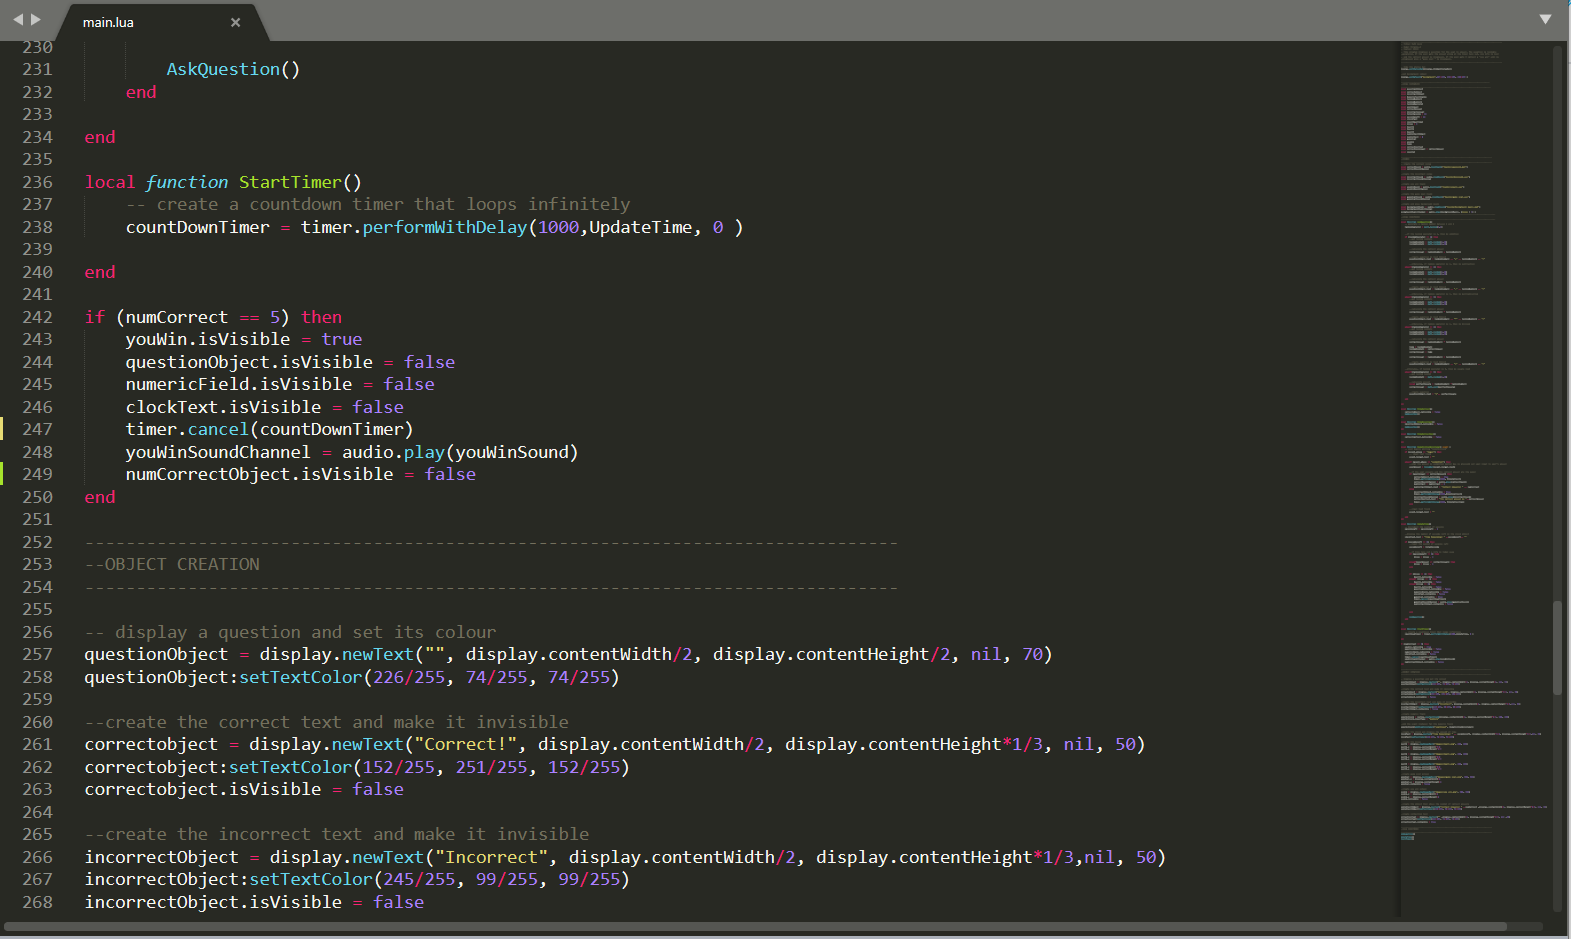 main.lua
230
231 AskQuestion()
232 end
233
234 end
235
236 local function StartTimer()
237 -- create a countdown timer that loops infinitely
238 countDownTimer = timer.performWithDelay(1000,UpdateTime, 0 )
239
240 end
241
242 if (numCorrect == 5) then
243 youWin.isVisible = true
244 questionObject.isVisible = false
245 numericField.isVisible = false
246 clockText.isVisible = false
247 timer.cancel(countDownTimer)
248 youWinSoundChannel = audio.play(youWinSound)
249 numCorrectObject.isVisible = false
250 end
251
252 -------------------------------------------------------------------------------
253 --OBJECT CREATION
254 -------------------------------------------------------------------------------
255
256 -- display a question and set its colour
257 questionObject = display.newText("", display.contentWidth/2, display.contentHeight/2, nil, 70)
258 questionObject:setTextColor(226/255, 74/255, 74/255)
259
260 --create the correct text and make it invisible
261 correctobject = display.newText("Correct!", display.contentWidth/2, display.contentHeight*1/3, nil, 50)
262 correctobject:setTextColor(152/255, 251/255, 152/255)
263 correctobject.isVisible = false
264
265 --create the incorrect text and make it invisible
266 incorrectObject = display.newText("Incorrect", display.contentWidth/2, display.contentHeight*1/3,nil, 50)
267 incorrectObject:setTextColor(245/255, 99/255, 99/255)
268 incorrectObject.isVisible = false